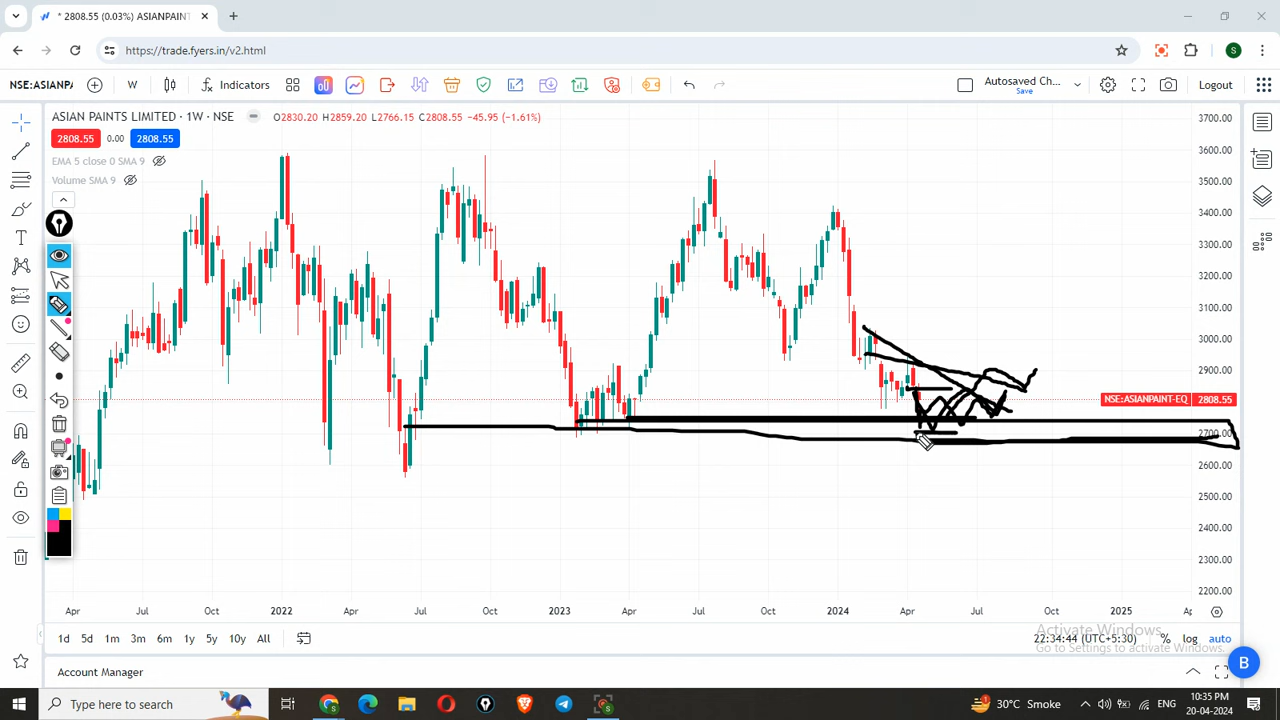 * 2808.55 (0.03%) ASIANPAINT
https://trade.fyers.in/v2.html
S
NSE:ASIANPA W Indicators Autosaved Ch... Save Logout
ASIAN PAINTS LIMITED · 1W · NSE O2830.20 H2859.20 L2766.15 C2808.55 -45.95 (-1.61%)
2808.55 0.00 2808.55
EMA 5 close 0 SMA 9
Volume SMA 9
3700.00
3600.00
3500.00
3400.00
3300.00
3200.00
3100.00
3000.00
2900.00
NSE:ASIANPAINT-EQ 2808.55
2700.00
2600.00
2500.00
2400.00
2300.00
2200.00
Apr Jul Oct 2022 Apr Jul Oct 2023 Apr Jul Oct 2024 Apr Jul Oct 2025 Ap
1d 5d 1m 3m 6m 1y 5y 10y All 22:34:44 (UTC+5:30) % log auto
Activate Windows
Go to Settings to activate Windows.
Account Manager
B
Type here to search
30°C Smoke ENG 10:35 PM
20-04-2024